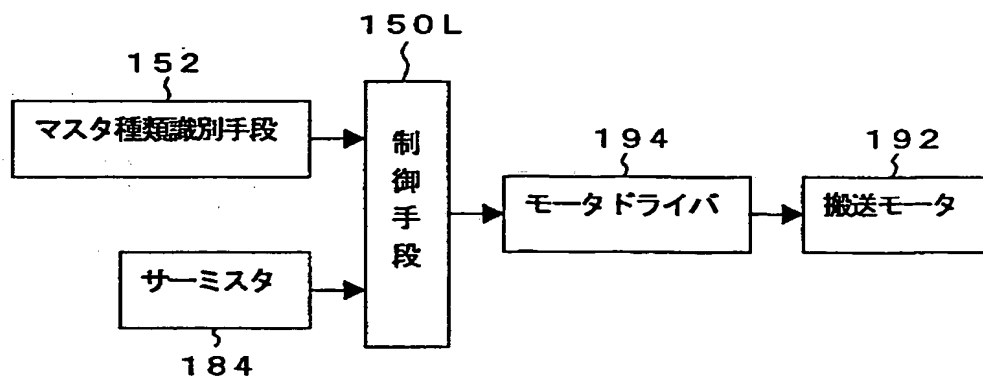 150L
152
マスタ種類識別手段
制御手段
194
192
モータドライバ
搬送モータ
サーミスタ
184